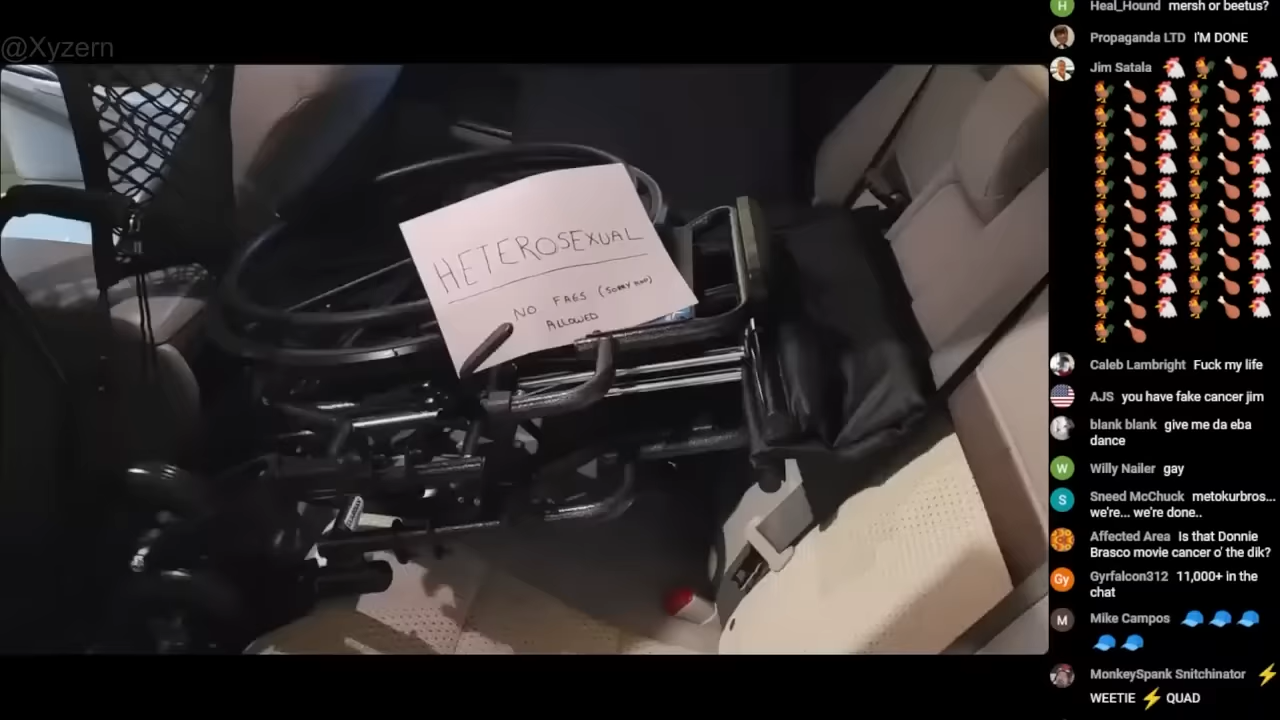 @Xyzern
HETEROSEXUAL
NO FAGS (SORRY
ALLOWED
Heal_Hound mersh or beetus?
Propaganda LTD I'M DONE
Jim Satala
Caleb Lambright Fuck my life
AJS you have fake cancer jim
blank blank give me da eba
dance
Willy Nailer gay
Sneed McChuck metokurbros...
we're... we're done..
Affected Area Is that Donnie
Brasco movie cancer o' the dik?
Gyrfalcon312 11,000+ in the
chat
Mike Campos
MonkeySpank Snitchinator
WEETIE ⚡ QUAD